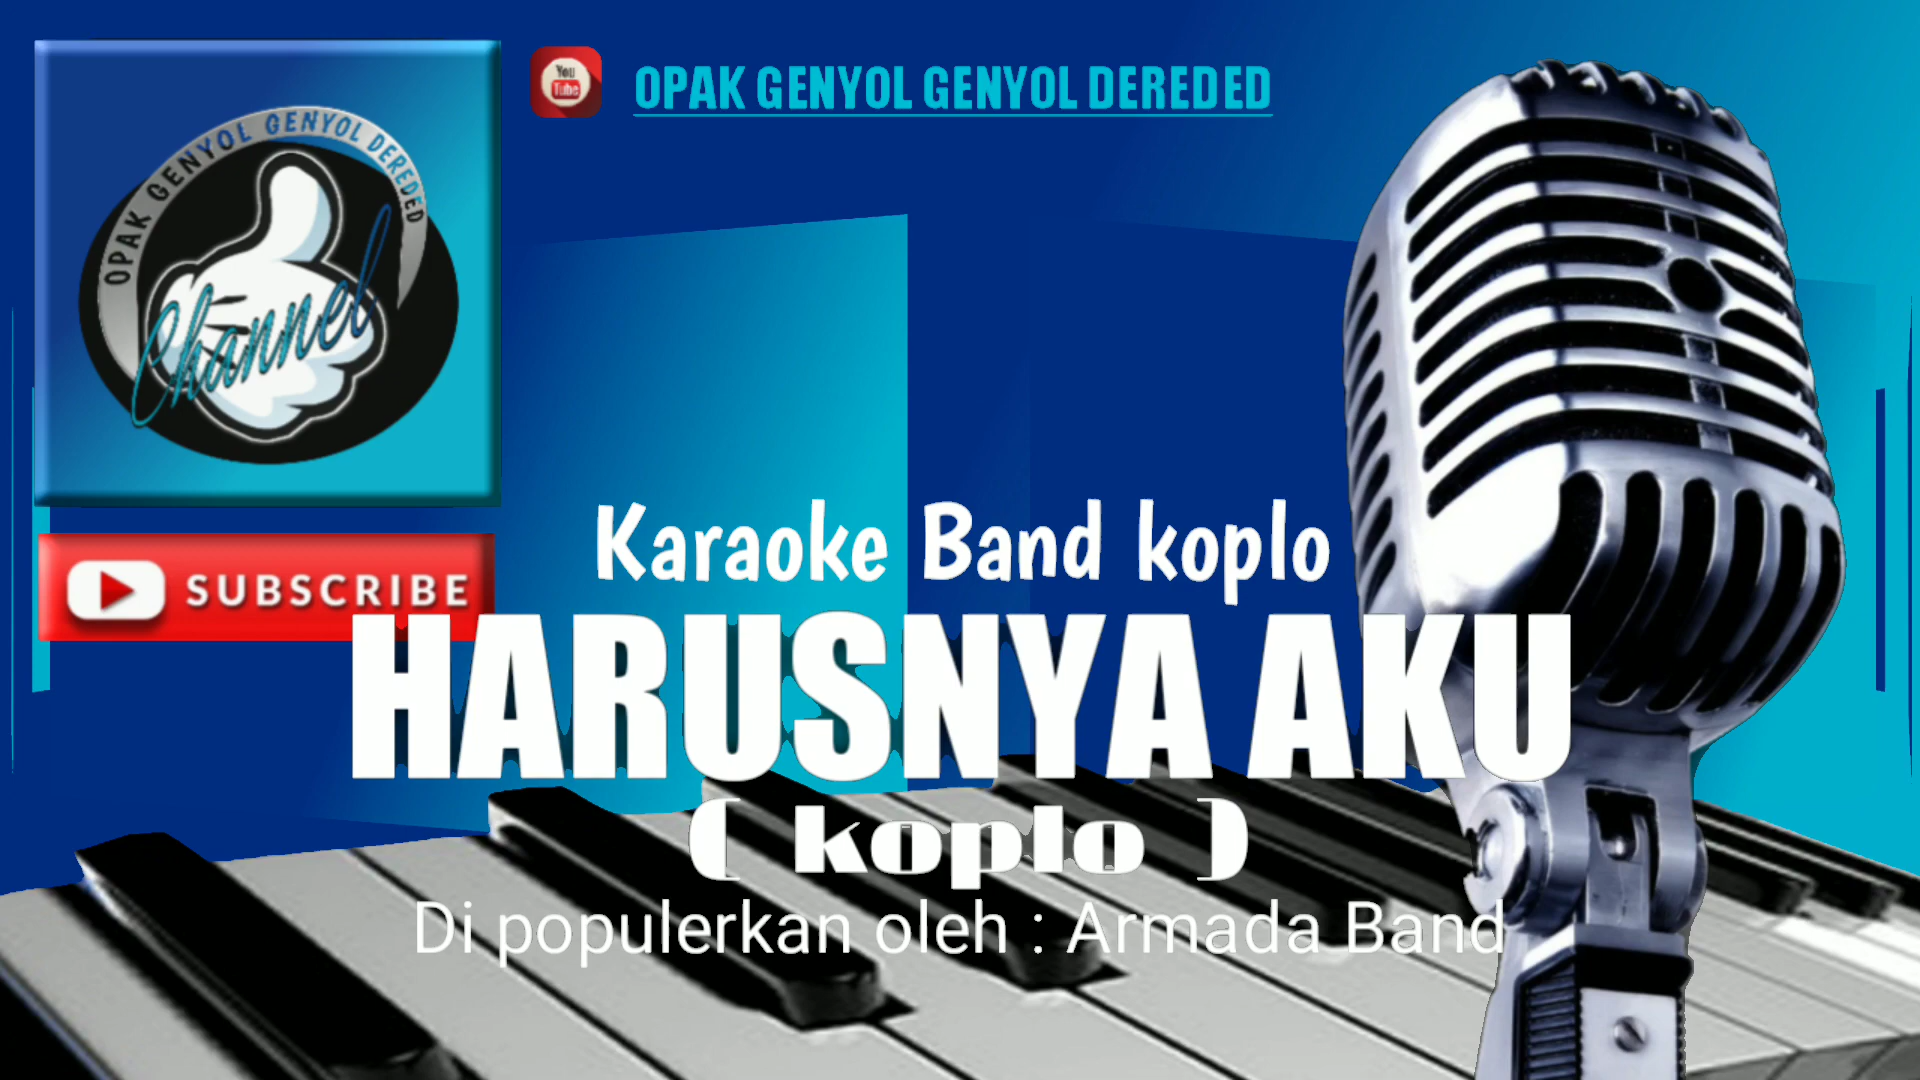 OPAK GENYOL GENYOL DEREDED
Channel
You
Tube
OPAK GENYOL GENYOL DEREDED
SUBSCRIBE
Karaoke Band koplo
HARUSNYA AKU
( koplo )
Di populerkan oleh : Armada Band